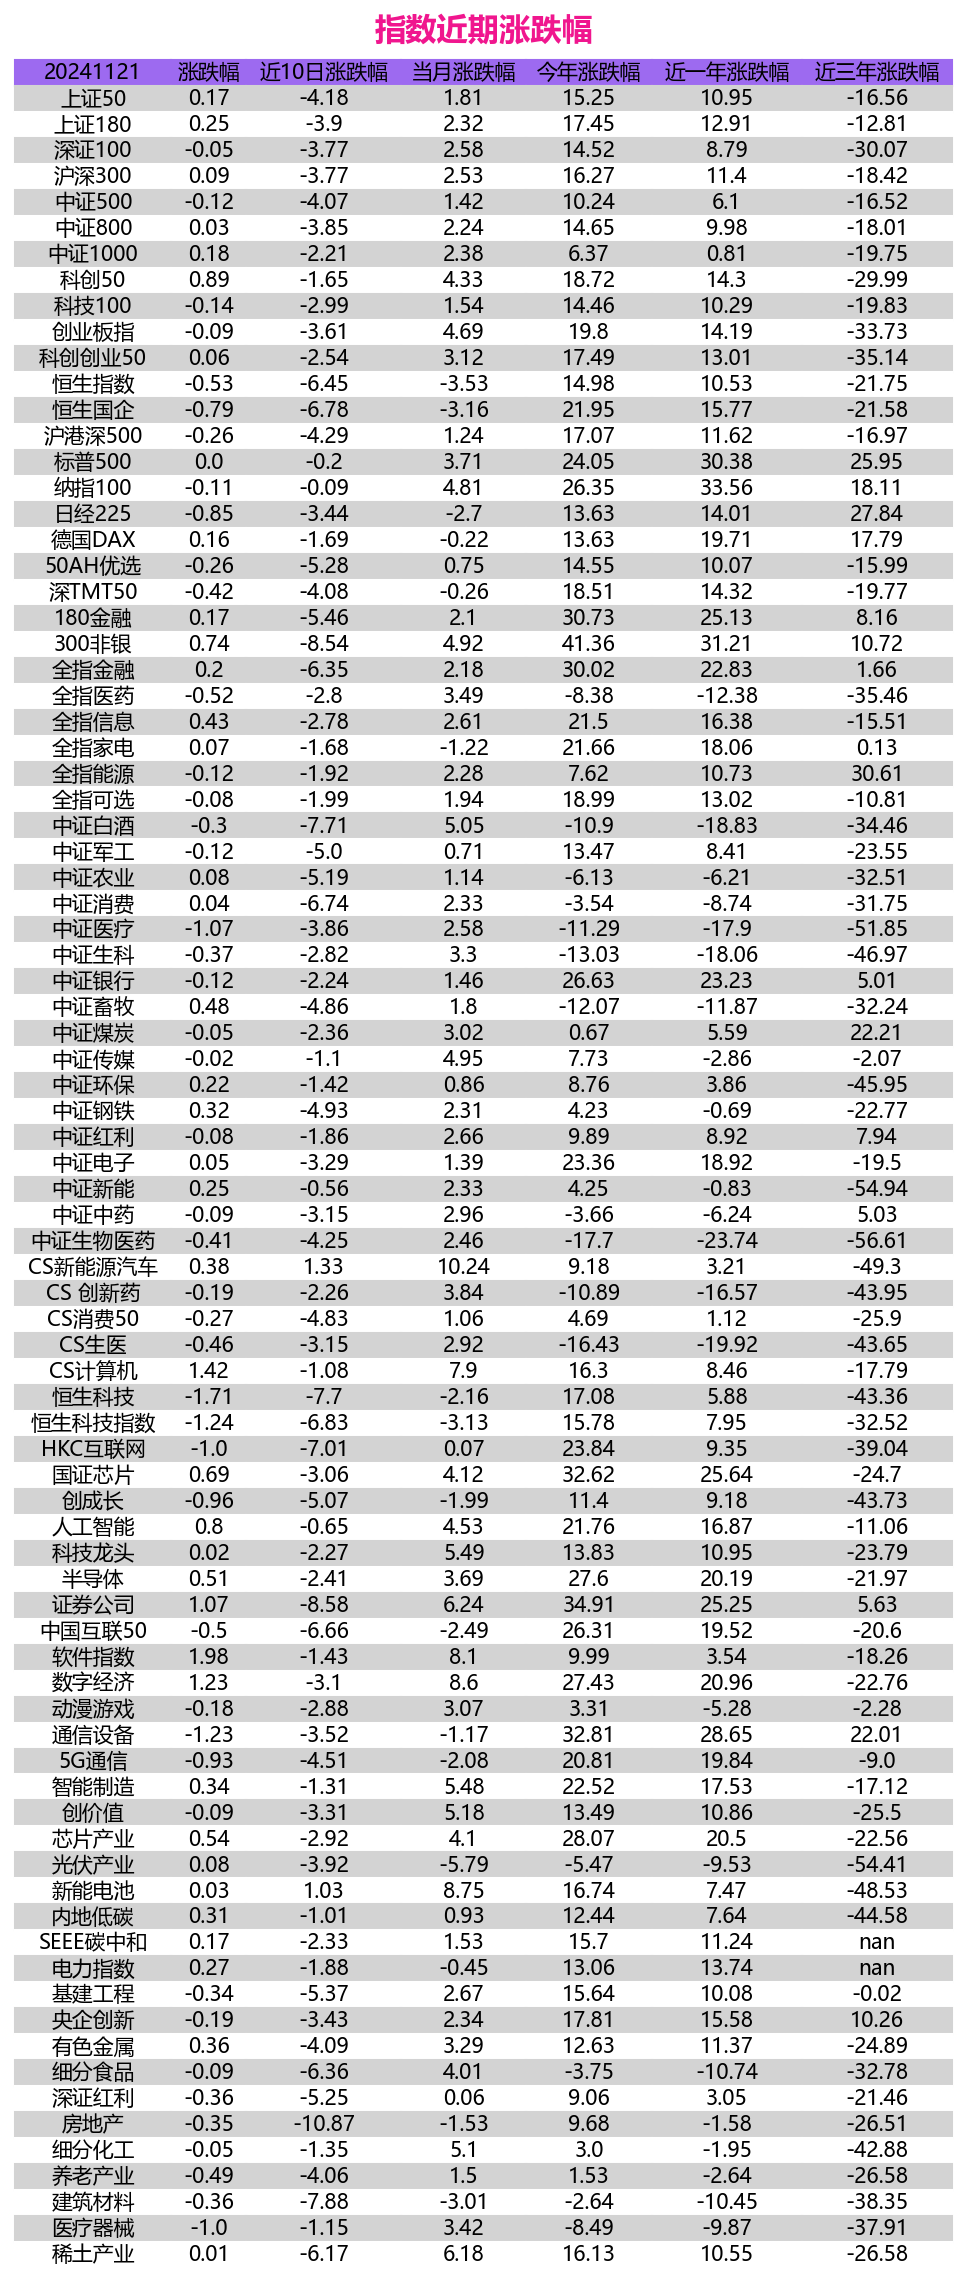 指数近期涨跌幅
20241121 涨跌幅 近10日涨跌幅 当月涨跌幅 今年涨跌幅 近一年涨跌幅 近三年涨跌幅
上证50 0.17 -4.18 1.81 15.25 10.95 -16.56
上证180 0.25 -3.9 2.32 17.45 12.91 -12.81
深证100 -0.05 -3.77 2.58 14.52 8.79 -30.07
沪深300 0.09 -3.77 2.53 16.27 11.4 -18.42
中证500 -0.12 -4.07 1.42 10.24 6.1 -16.52
中证800 0.03 -3.85 2.24 14.65 9.98 -18.01
中证1000 0.18 -2.21 2.38 6.37 0.81 -19.75
科创50 0.89 -1.65 4.33 18.72 14.3 -29.99
科技100 -0.14 -2.99 1.54 14.46 10.29 -19.83
创业板指 -0.09 -3.61 4.69 19.8 14.19 -33.73
科创创业50 0.06 -2.54 3.12 17.49 13.01 -35.14
恒生指数 -0.53 -6.45 -3.53 14.98 10.53 -21.75
恒生国企 -0.79 -6.78 -3.16 21.95 15.77 -21.58
沪港深500 -0.26 -4.29 1.24 17.07 11.62 -16.97
标普500 0.0 -0.2 3.71 24.05 30.38 25.95
纳指100 -0.11 -0.09 4.81 26.35 33.56 18.11
日经225 -0.85 -3.44 -2.7 13.63 14.01 27.84
德国DAX 0.16 -1.69 -0.22 13.63 19.71 17.79
50AH优选 -0.26 -5.28 0.75 14.55 10.07 -15.99
深TMT50 -0.42 -4.08 -0.26 18.51 14.32 -19.77
180金融 0.17 -5.46 2.1 30.73 25.13 8.16
300非银 0.74 -8.54 4.92 41.36 31.21 10.72
全指金融 0.2 -6.35 2.18 30.02 22.83 1.66
全指医药 -0.52 -2.8 3.49 -8.38 -12.38 -35.46
全指信息 0.43 -2.78 2.61 21.5 16.38 -15.51
全指家电 0.07 -1.68 -1.22 21.66 18.06 0.13
全指能源 -0.12 -1.92 2.28 7.62 10.73 30.61
全指可选 -0.08 -1.99 1.94 18.99 13.02 -10.81
中证白酒 -0.3 -7.71 5.05 -10.9 -18.83 -34.46
中证军工 -0.12 -5.0 0.71 13.47 8.41 -23.55
中证农业 0.08 -5.19 1.14 -6.13 -6.21 -32.51
中证消费 0.04 -6.74 2.33 -3.54 -8.74 -31.75
中证医疗 -1.07 -3.86 2.58 -11.29 -17.9 -51.85
中证生科 -0.37 -2.82 3.3 -13.03 -18.06 -46.97
中证银行 -0.12 -2.24 1.46 26.63 23.23 5.01
中证畜牧 0.48 -4.86 1.8 -12.07 -11.87 -32.24
中证煤炭 -0.05 -2.36 3.02 0.67 5.59 22.21
中证传媒 -0.02 -1.1 4.95 7.73 -2.86 -2.07
中证环保 0.22 -1.42 0.86 8.76 3.86 -45.95
中证钢铁 0.32 -4.93 2.31 4.23 -0.69 -22.77
中证红利 -0.08 -1.86 2.66 9.89 8.92 7.94
中证电子 0.05 -3.29 1.39 23.36 18.92 -19.5
中证新能 0.25 -0.56 2.33 4.25 -0.83 -54.94
中证中药 -0.09 -3.15 2.96 -3.66 -6.24 5.03
中证生物医药 -0.41 -4.25 2.46 -17.7 -23.74 -56.61
CS新能源汽车 0.38 1.33 10.24 9.18 3.21 -49.3
CS 创新药 -0.19 -2.26 3.84 -10.89 -16.57 -43.95
CS消费50 -0.27 -4.83 1.06 4.69 1.12 -25.9
CS生医 -0.46 -3.15 2.92 -16.43 -19.92 -43.65
CS计算机 1.42 -1.08 7.9 16.3 8.46 -17.79
恒生科技 -1.71 -7.7 -2.16 17.08 5.88 -43.36
恒生科技指数 -1.24 -6.83 -3.13 15.78 7.95 -32.52
HKC互联网 -1.0 -7.01 0.07 23.84 9.35 -39.04
国证芯片 0.69 -3.06 4.12 32.62 25.64 -24.7
创成长 -0.96 -5.07 -1.99 11.4 9.18 -43.73
人工智能 0.8 -0.65 4.53 21.76 16.87 -11.06
科技龙头 0.02 -2.27 5.49 13.83 10.95 -23.79
半导体 0.51 -2.41 3.69 27.6 20.19 -21.97
证券公司 1.07 -8.58 6.24 34.91 25.25 5.63
中国互联50 -0.5 -6.66 -2.49 26.31 19.52 -20.6
软件指数 1.98 -1.43 8.1 9.99 3.54 -18.26
数字经济 1.23 -3.1 8.6 27.43 20.96 -22.76
动漫游戏 -0.18 -2.88 3.07 3.31 -5.28 -2.28
通信设备 -1.23 -3.52 -1.17 32.81 28.65 22.01
5G通信 -0.93 -4.51 -2.08 20.81 19.84 -9.0
智能制造 0.34 -1.31 5.48 22.52 17.53 -17.12
创价值 -0.09 -3.31 5.18 13.49 10.86 -25.5
芯片产业 0.54 -2.92 4.1 28.07 20.5 -22.56
光伏产业 0.08 -3.92 -5.79 -5.47 -9.53 -54.41
新能电池 0.03 1.03 8.75 16.74 7.47 -48.53
内地低碳 0.31 -1.01 0.93 12.44 7.64 -44.58
SEEE碳中和 0.17 -2.33 1.53 15.7 11.24 nan
电力指数 0.27 -1.88 -0.45 13.06 13.74 nan
基建工程 -0.34 -5.37 2.67 15.64 10.08 -0.02
央企创新 -0.19 -3.43 2.34 17.81 15.58 10.26
有色金属 0.36 -4.09 3.29 12.63 11.37 -24.89
细分食品 -0.09 -6.36 4.01 -3.75 -10.74 -32.78
深证红利 -0.36 -5.25 0.06 9.06 3.05 -21.46
房地产 -0.35 -10.87 -1.53 9.68 -1.58 -26.51
细分化工 -0.05 -1.35 5.1 3.0 -1.95 -42.88
养老产业 -0.49 -4.06 1.5 1.53 -2.64 -26.58
建筑材料 -0.36 -7.88 -3.01 -2.64 -10.45 -38.35
医疗器械 -1.0 -1.15 3.42 -8.49 -9.87 -37.91
稀土产业 0.01 -6.17 6.18 16.13 10.55 -26.58